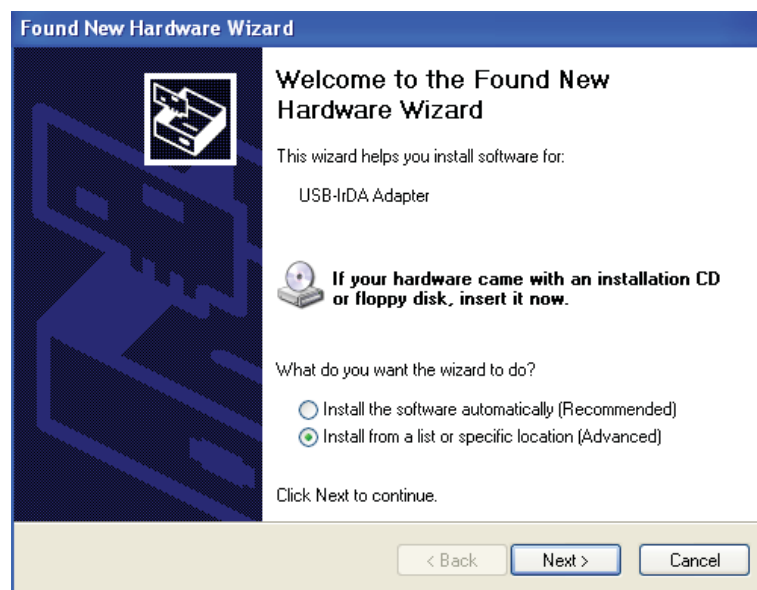 Found New Hardware Wizard
Welcome to the Found New
Hardware Wizard
This wizard helps you install software for:
USB-IrDA Adapter
If your hardware came with an installation CD
or floppy disk, insert it now.
What do you want the wizard to do?
Install the software automatically (Recommended)
Install from a list or specific location (Advanced)
Click Next to continue.
< Back Next > Cancel